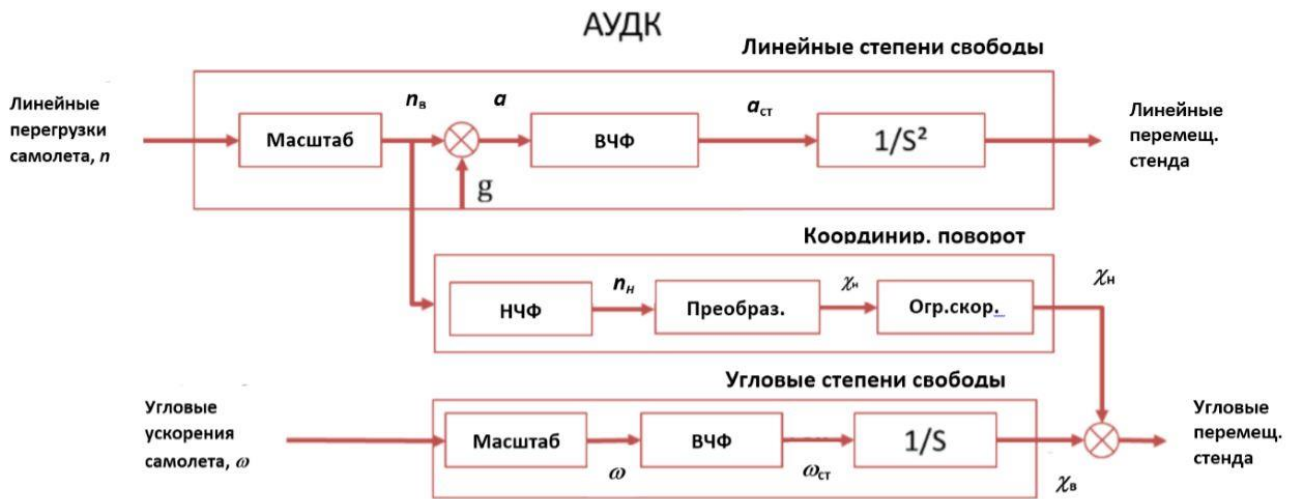 АУДК
Линейные степени свободы
Линейные
перегрузки
самолета, n
Масштаб
nв
a
g
ВЧФ
aст
1/S²
Линейные
перемещ.
стенда
Координир. поворот
НЧФ
nн
Преобраз.
χн
Огр.скор.
χн
Угловые степени свободы
Угловые
ускорения
самолета, ω
Масштаб
ω
ВЧФ
ωст
1/S
χв
Угловые
перемещ.
стенда